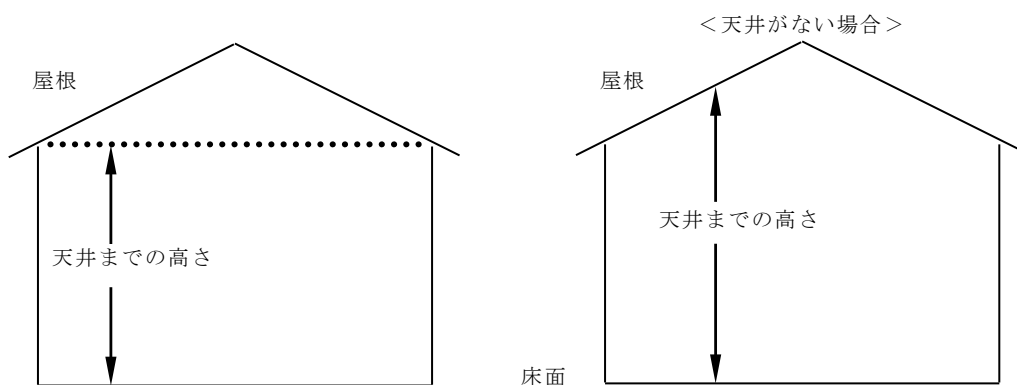 屋根
天井までの高さ
＜天井がない場合＞
屋根
天井までの高さ
床面